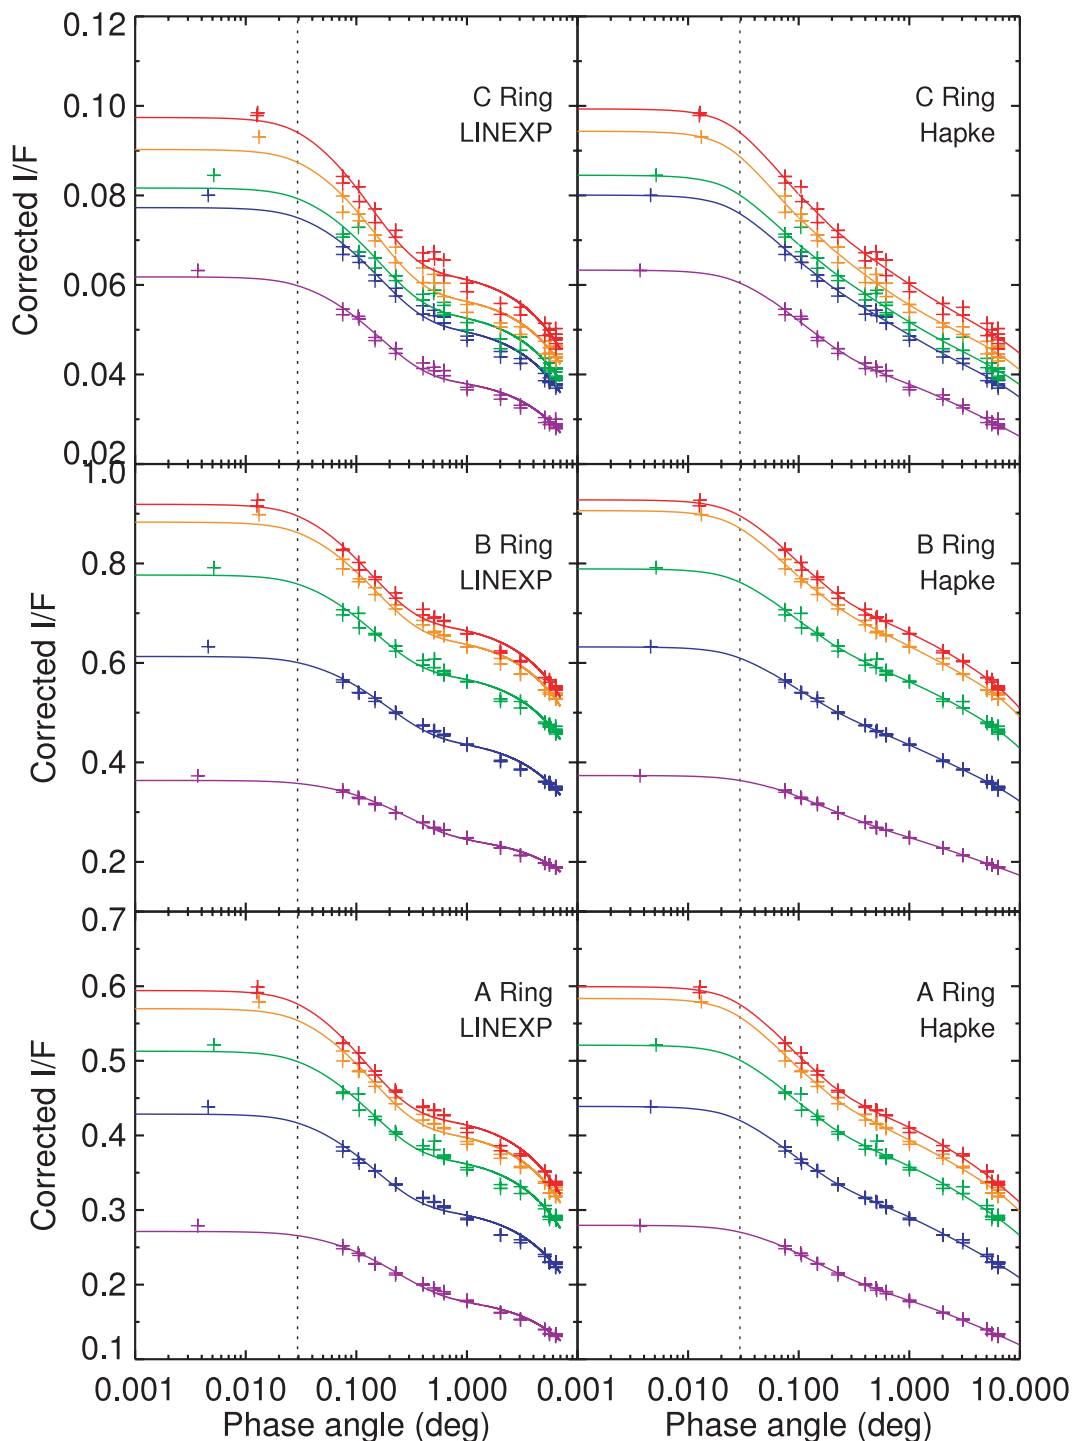 0.12
0.10
0.08
0.06
0.04
0.02
Corrected I/F
C Ring
LINEXP
C Ring
Hapke
1.0
0.8
0.6
0.4
0.2
Corrected I/F
B Ring
LINEXP
B Ring
Hapke
0.7
0.6
0.5
0.4
0.3
0.2
0.1
Corrected I/F
A Ring
LINEXP
A Ring
Hapke
0.001 0.010 0.100 1.000 0.001 0.010 0.100 1.000 10.000
Phase angle (deg) Phase angle (deg)